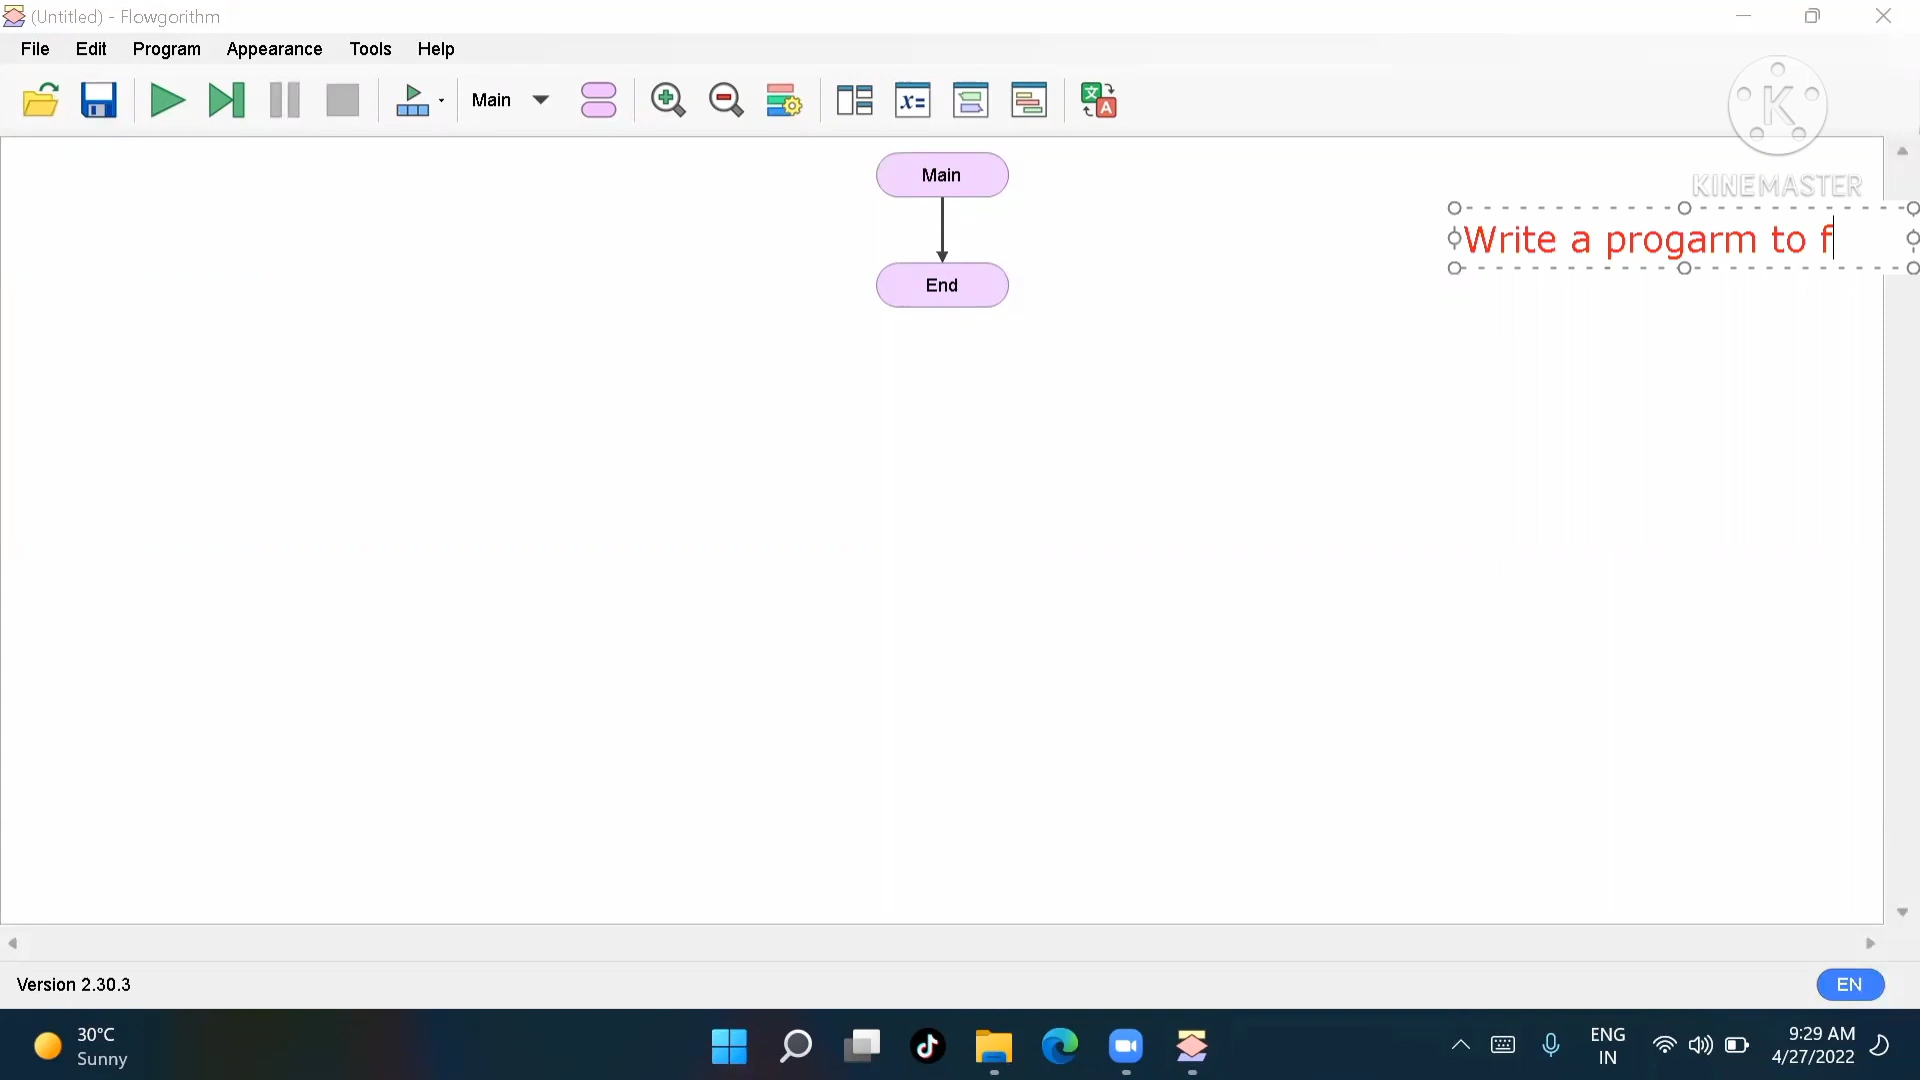 (Untitled) - Flowgorithm
File Edit Program Appearance Tools Help
Main
x=
文 A
K
KINEMASTER
Main
Write a progarm to f
End
Version 2.30.3
EN
30°C
Sunny
ENG
IN
9:29 AM
4/27/2022